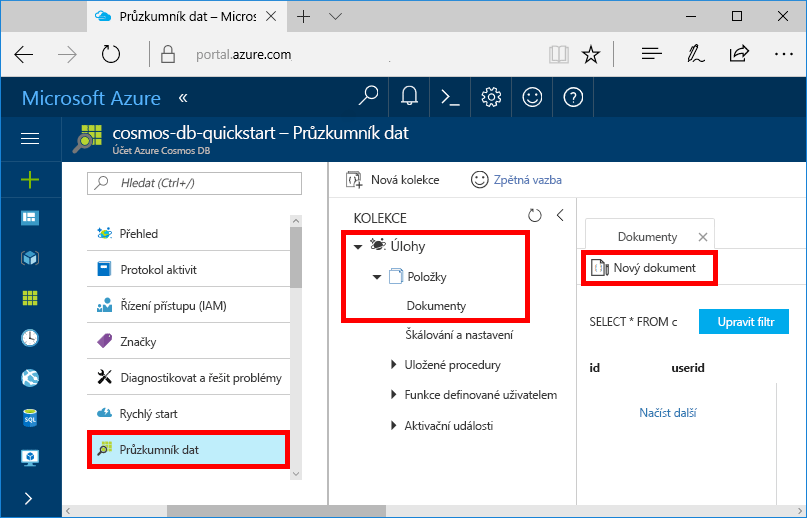 Průzkumník dat – Micros
portal.azure.com
Microsoft Azure «
cosmos-db-quickstart – Průzkumník dat
Účet Azure Cosmos DB
Hledat (Ctrl+/)
Přehled
Protokol aktivit
Řízení přístupu (IAM)
Značky
Diagnostikovat a řešit problémy
Rychlý start
Průzkumník dat
Nová kolekce
Zpětná vazba
KOLEKCE
Úlohy
Položky
Dokumenty
Škálování a nastavení
Uložené procedury
Funkce definované uživatelem
Aktivační události
Dokumenty
Nový dokument
SELECT * FROM c
Upravit filtr
id userid
Načíst další
SQL